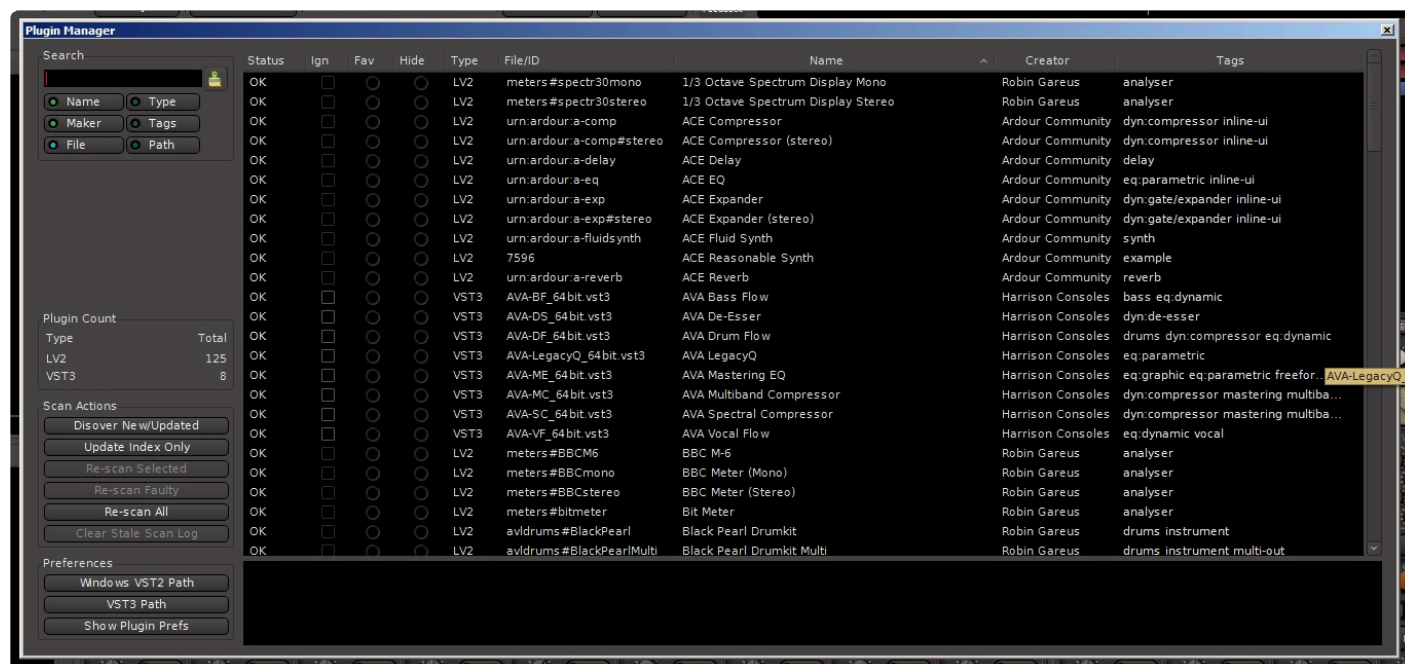 Plugin Manager
Search
Name Type
Maker Tags
File Path
Plugin Count
Type Total
LV2 125
VST3 8
Scan Actions
Disover New/Updated
Update Index Only
Re-scan Selected
Re-scan Faulty
Re-scan All
Clear Stale Scan Log
Preferences
Windows VST2 Path
VST3 Path
Show Plugin Prefs
Status Ign Fav Hide Type File/ID Name Creator Tags
OK LV2 meters#spectr30mono 1/3 Octave Spectrum Display Mono Robin Gareus analyser
OK LV2 meters#spectr30stereo 1/3 Octave Spectrum Display Stereo Robin Gareus analyser
OK LV2 urn:ardour:a-comp ACE Compressor Ardour Community dyn:compressor inline-ui
OK LV2 urn:ardour:a-comp#stereo ACE Compressor (stereo) Ardour Community dyn:compressor inline-ui
OK LV2 urn:ardour:a-delay ACE Delay Ardour Community delay
OK LV2 urn:ardour:a-eq ACE EQ Ardour Community eq:parametric inline-ui
OK LV2 urn:ardour:a-exp ACE Expander Ardour Community dyn:gate/expander inline-ui
OK LV2 urn:ardour:a-exp#stereo ACE Expander (stereo) Ardour Community dyn:gate/expander inline-ui
OK LV2 urn:ardour:a-fluidsynth ACE Fluid Synth Ardour Community synth
OK LV2 7596 ACE Reasonable Synth Ardour Community example
OK LV2 urn:ardour:a-reverb ACE Reverb Ardour Community reverb
OK VST3 AVA-BF_64bit.vst3 AVA Bass Flow Harrison Consoles bass eq:dynamic
OK VST3 AVA-DS_64bit.vst3 AVA De-Esser Harrison Consoles dyn:de-esser
OK VST3 AVA-DF_64bit.vst3 AVA Drum Flow Harrison Consoles drums dyn:compressor eq:dynamic
OK VST3 AVA-LegacyQ_64bit.vst3 AVA LegacyQ Harrison Consoles eq:parametric
OK VST3 AVA-ME_64bit.vst3 AVA Mastering EQ Harrison Consoles eq:graphic eq:parametric freefor... AVA-LegacyQ_
OK VST3 AVA-MC_64bit.vst3 AVA Multiband Compressor Harrison Consoles dyn:compressor mastering multiba...
OK VST3 AVA-SC_64bit.vst3 AVA Spectral Compressor Harrison Consoles dyn:compressor mastering multiba...
OK VST3 AVA-VF_64bit.vst3 AVA Vocal Flow Harrison Consoles eq:dynamic vocal
OK LV2 meters#BBCM6 BBC M-6 Robin Gareus analyser
OK LV2 meters#BBCmono BBC Meter (Mono) Robin Gareus analyser
OK LV2 meters#BBCstereo BBC Meter (Stereo) Robin Gareus analyser
OK LV2 meters#bitmeter Bit Meter Robin Gareus analyser
OK LV2 avldrums#BlackPearl Black Pearl Drumkit Robin Gareus drums instrument
OK LV2 avldrums#BlackPearlMulti Black Pearl Drumkit Multi Robin Gareus drums instrument multi-out